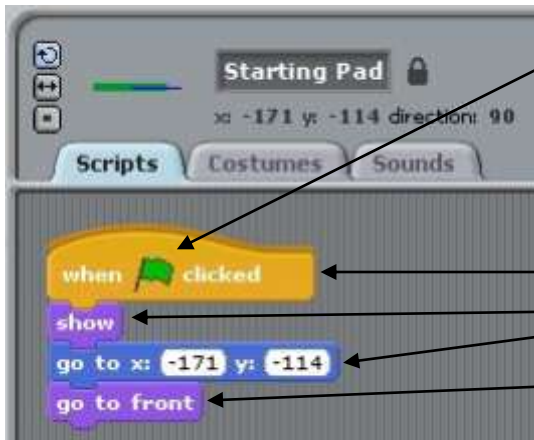 Starting Pad
x: -171 y: -114 direction: 90
Scripts Costumes Sounds
when clicked
show
go to x: -171 y: -114
go to front